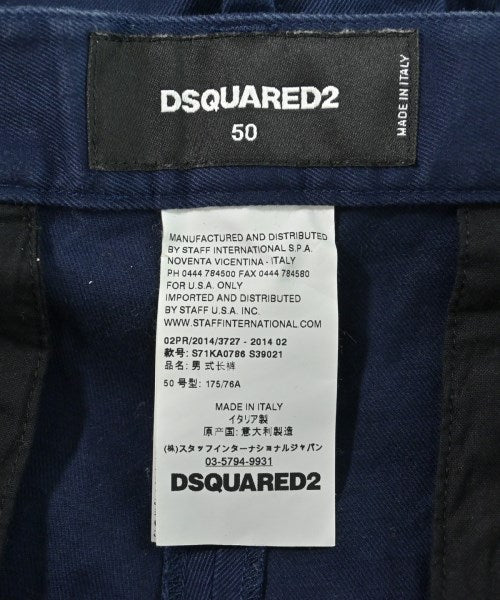 DSQUARED2
50
MADE IN ITALY
MANUFACTURED AND DISTRIBUTED
BY STAFF INTERNATIONAL S.P.A.
NOVENTA VICENTINA - ITALY
PH 0444 784500 FAX 0444 784580
FOR U.S.A. ONLY
IMPORTED AND DISTRIBUTED
BY STAFF U.S.A. INC.
WWW.STAFFINTERNATIONAL.COM
02PR/2014/3727 - 2014 02
款号: S71KA0786 S39021
品名: 男式长裤
50 号型: 175/76A
MADE IN ITALY
イタリア製
原产国: 意大利製造
(株)スタッフインターナショナルジャパン
03-5794-9931
DSQUARED2